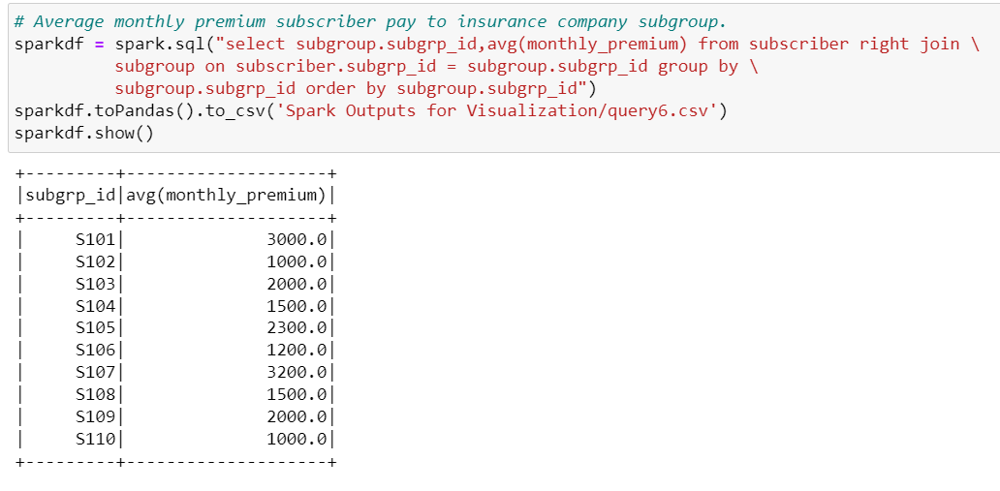 # Average monthly premium subscriber pay to insurance company subgroup.
sparkdf = spark.sql("select subgroup.subgrp_id,avg(monthly_premium) from subscriber right join \
          subgroup on subscriber.subgrp_id = subgroup.subgrp_id group by \
          subgroup.subgrp_id order by subgroup.subgrp_id")
sparkdf.toPandas().to_csv('Spark Outputs for Visualization/query6.csv')
sparkdf.show()
+---------+--------------------+
|subgrp_id|avg(monthly_premium)|
+---------+--------------------+
|     S101|              3000.0|
|     S102|              1000.0|
|     S103|              2000.0|
|     S104|              1500.0|
|     S105|              2300.0|
|     S106|              1200.0|
|     S107|              3200.0|
|     S108|              1500.0|
|     S109|              2000.0|
|     S110|              1000.0|
+---------+--------------------+